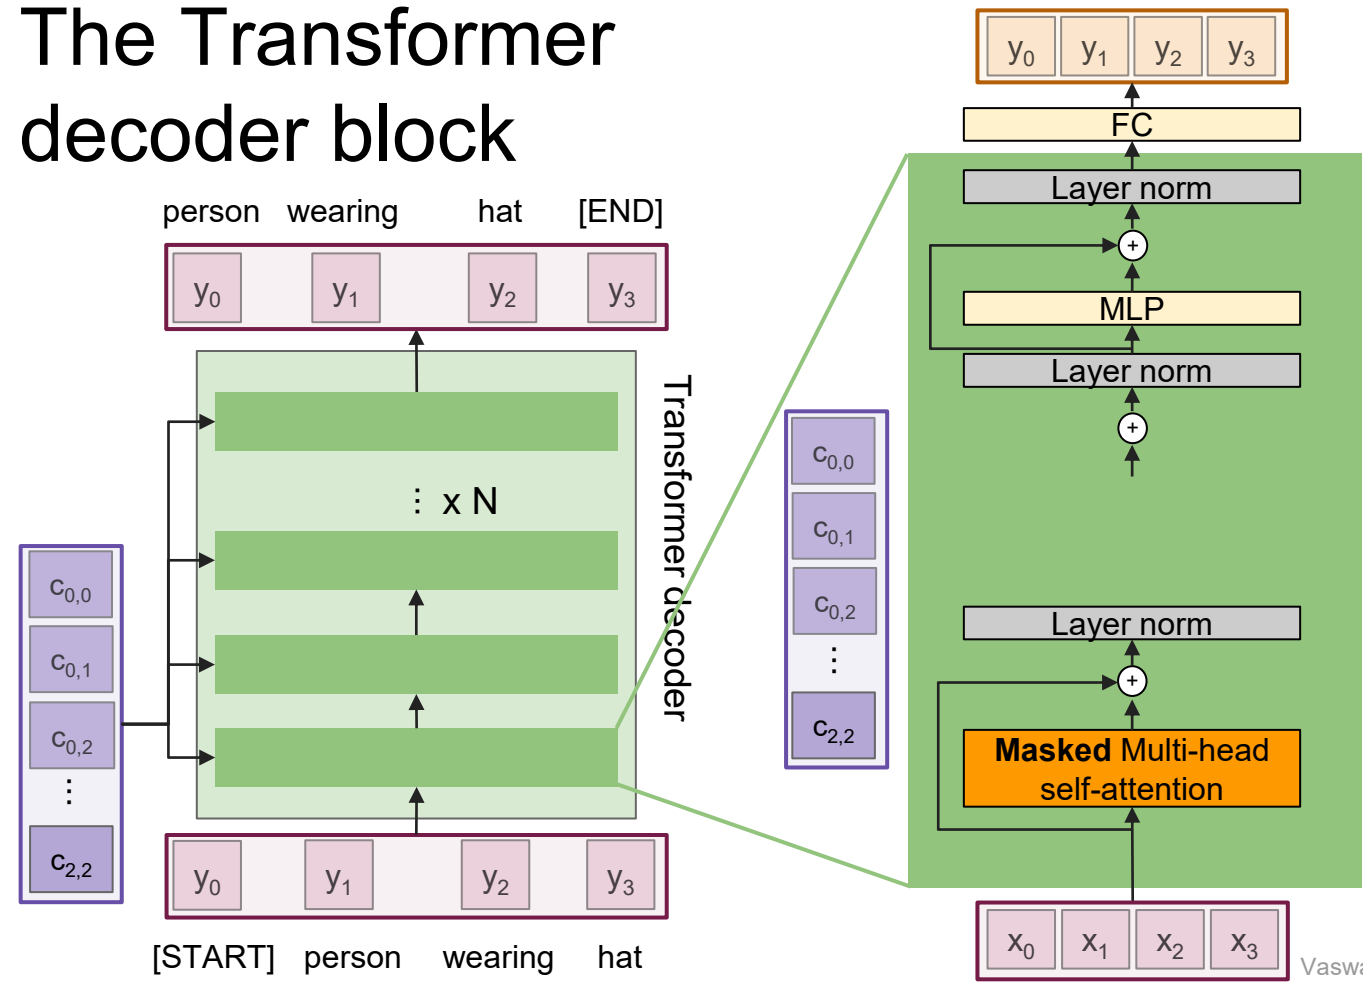 The Transformer
decoder block
person wearing hat [END]
y0 y1 y2 y3
⋮ x N
Transformer decoder
c0,0
c0,1
c0,2
⋮
c2,2
y0 y1 y2 y3
[START] person wearing hat
y0 y1 y2 y3
FC
Layer norm
+
MLP
Layer norm
+
c0,0
c0,1
c0,2
⋮
c2,2
Layer norm
+
Masked Multi-head
self-attention
x0 x1 x2 x3